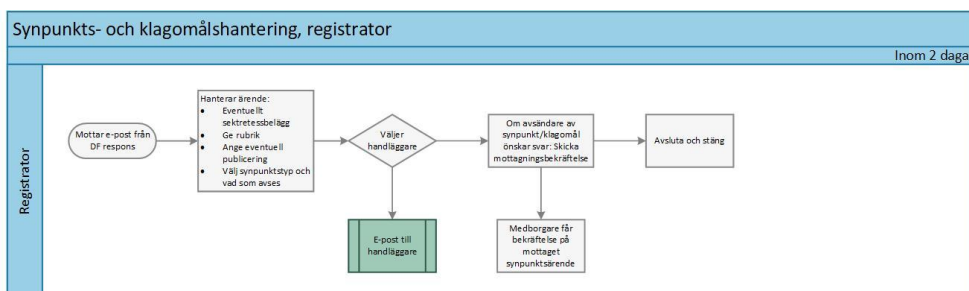 Synpunkts- och klagomålshantering, registrator
Inom 2 daga
Registrator
Mottar e-post från
DF respons
Hanterar ärende:
• Eventuellt
sektretessbelägg
• Ge rubrik
• Ange eventuell
publicering
• Välj synpunktstyp och
vad som avses
Väljer
handläggare
E-post till
handläggare
Om avsändare av
synpunkt/klagomål
önskar svar: Skicka
mottagningsbekräftelse
Medborgare får
bekräftelse på
mottaget
synpunktsärende
Avsluta och stäng